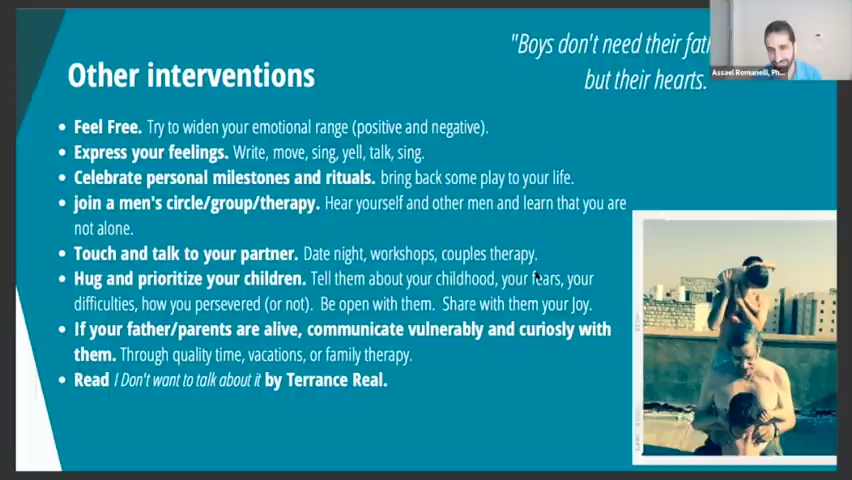 "Boys don't need their
but their hearts.
Assael Romanelli, Ph...
Other interventions
Feel Free. Try to widen your emotional range (positive and negative).
Express your feelings. Write, move, sing, yell, talk, sing.
Celebrate personal milestones and rituals. bring back some play to your life.
join a men's circle/group/therapy. Hear yourself and other men and learn that you are
not alone.
Touch and talk to your partner. Date night, workshops, couples therapy.
Hug and prioritize your children. Tell them about your childhood, your fears, your
difficulties, how you persevered (or not). Be open with them. Share with them your Joy.
If your father/parents are alive, communicate vulnerably and curiosly with
them. Through quality time, vacations, or family therapy.
Read I Don't want to talk about it by Terrance Real.